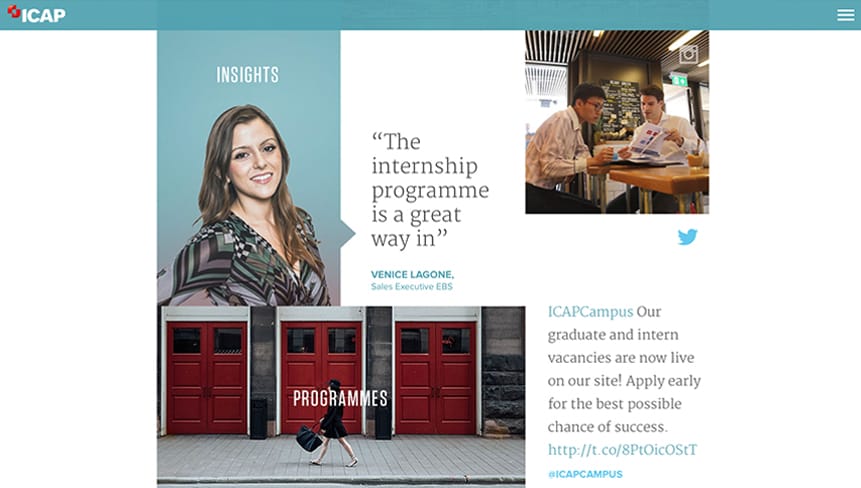 ICAP
INSIGHTS
“The
internship
programme
is a great
way in”
VENICE LAGONE,
Sales Executive EBS
PROGRAMMES
ICAPCampus Our
graduate and intern
vacancies are now live
on our site! Apply early
for the best possible
chance of success.
http://t.co/8PtOicOStT
@ICAPCAMPUS